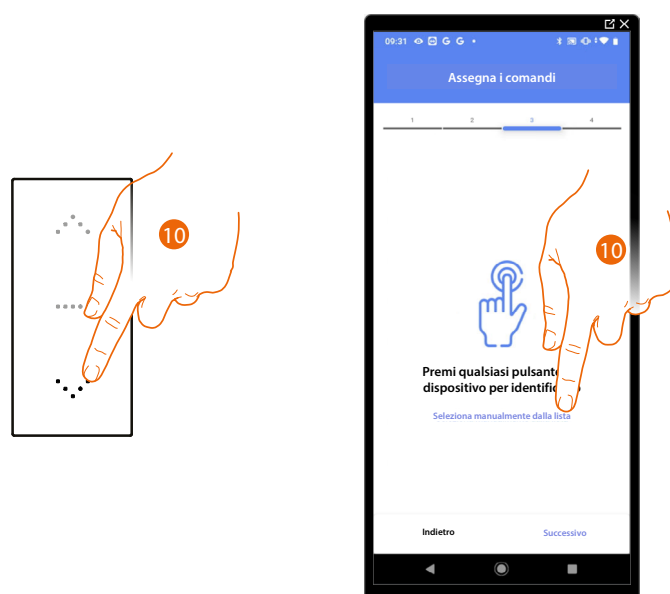 09:31 G G
Assegna i comandi
1 2 3 4
10
10
Premi qualsiasi pulsante
dispositivo per identific o
Seleziona manualmente dalla lista
Indietro Successivo